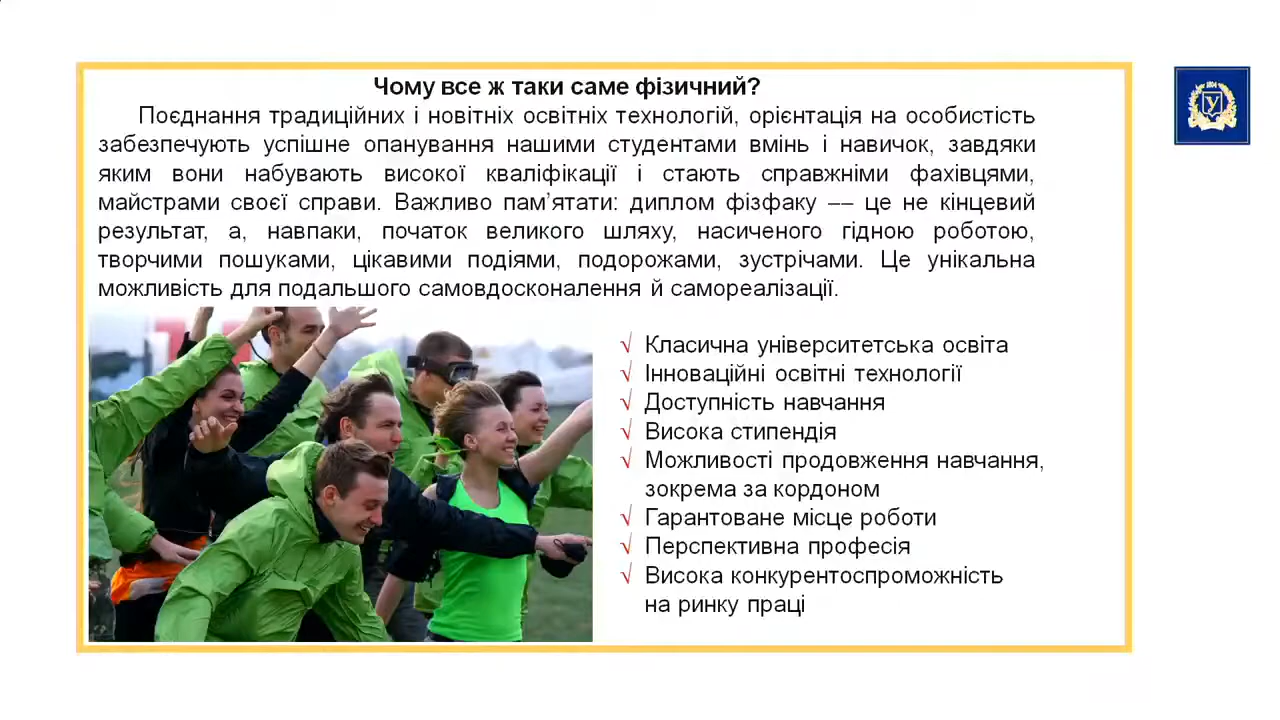 Чому все ж таки саме фізичний?
Поєднання традиційних і новітніх освітніх технологій, орієнтація на особистість
забезпечують успішне опанування нашими студентами вмінь і навичок, завдяки
яким вони набувають високої кваліфікації і стають справжніми фахівцями,
майстрами своєї справи. Важливо пам’ятати: диплом фізфаку –– це не кінцевий
результат, а, навпаки, початок великого шляху, насиченого гідною роботою,
творчими пошуками, цікавими подіями, подорожами, зустрічами. Це унікальна
можливість для подальшого самовдосконалення й самореалізації.
√ Класична університетська освіта
√ Інноваційні освітні технології
√ Доступність навчання
√ Висока стипендія
√ Можливості продовження навчання,
зокрема за кордоном
√ Гарантоване місце роботи
√ Перспективна професія
√ Висока конкурентоспроможність
на ринку праці
У